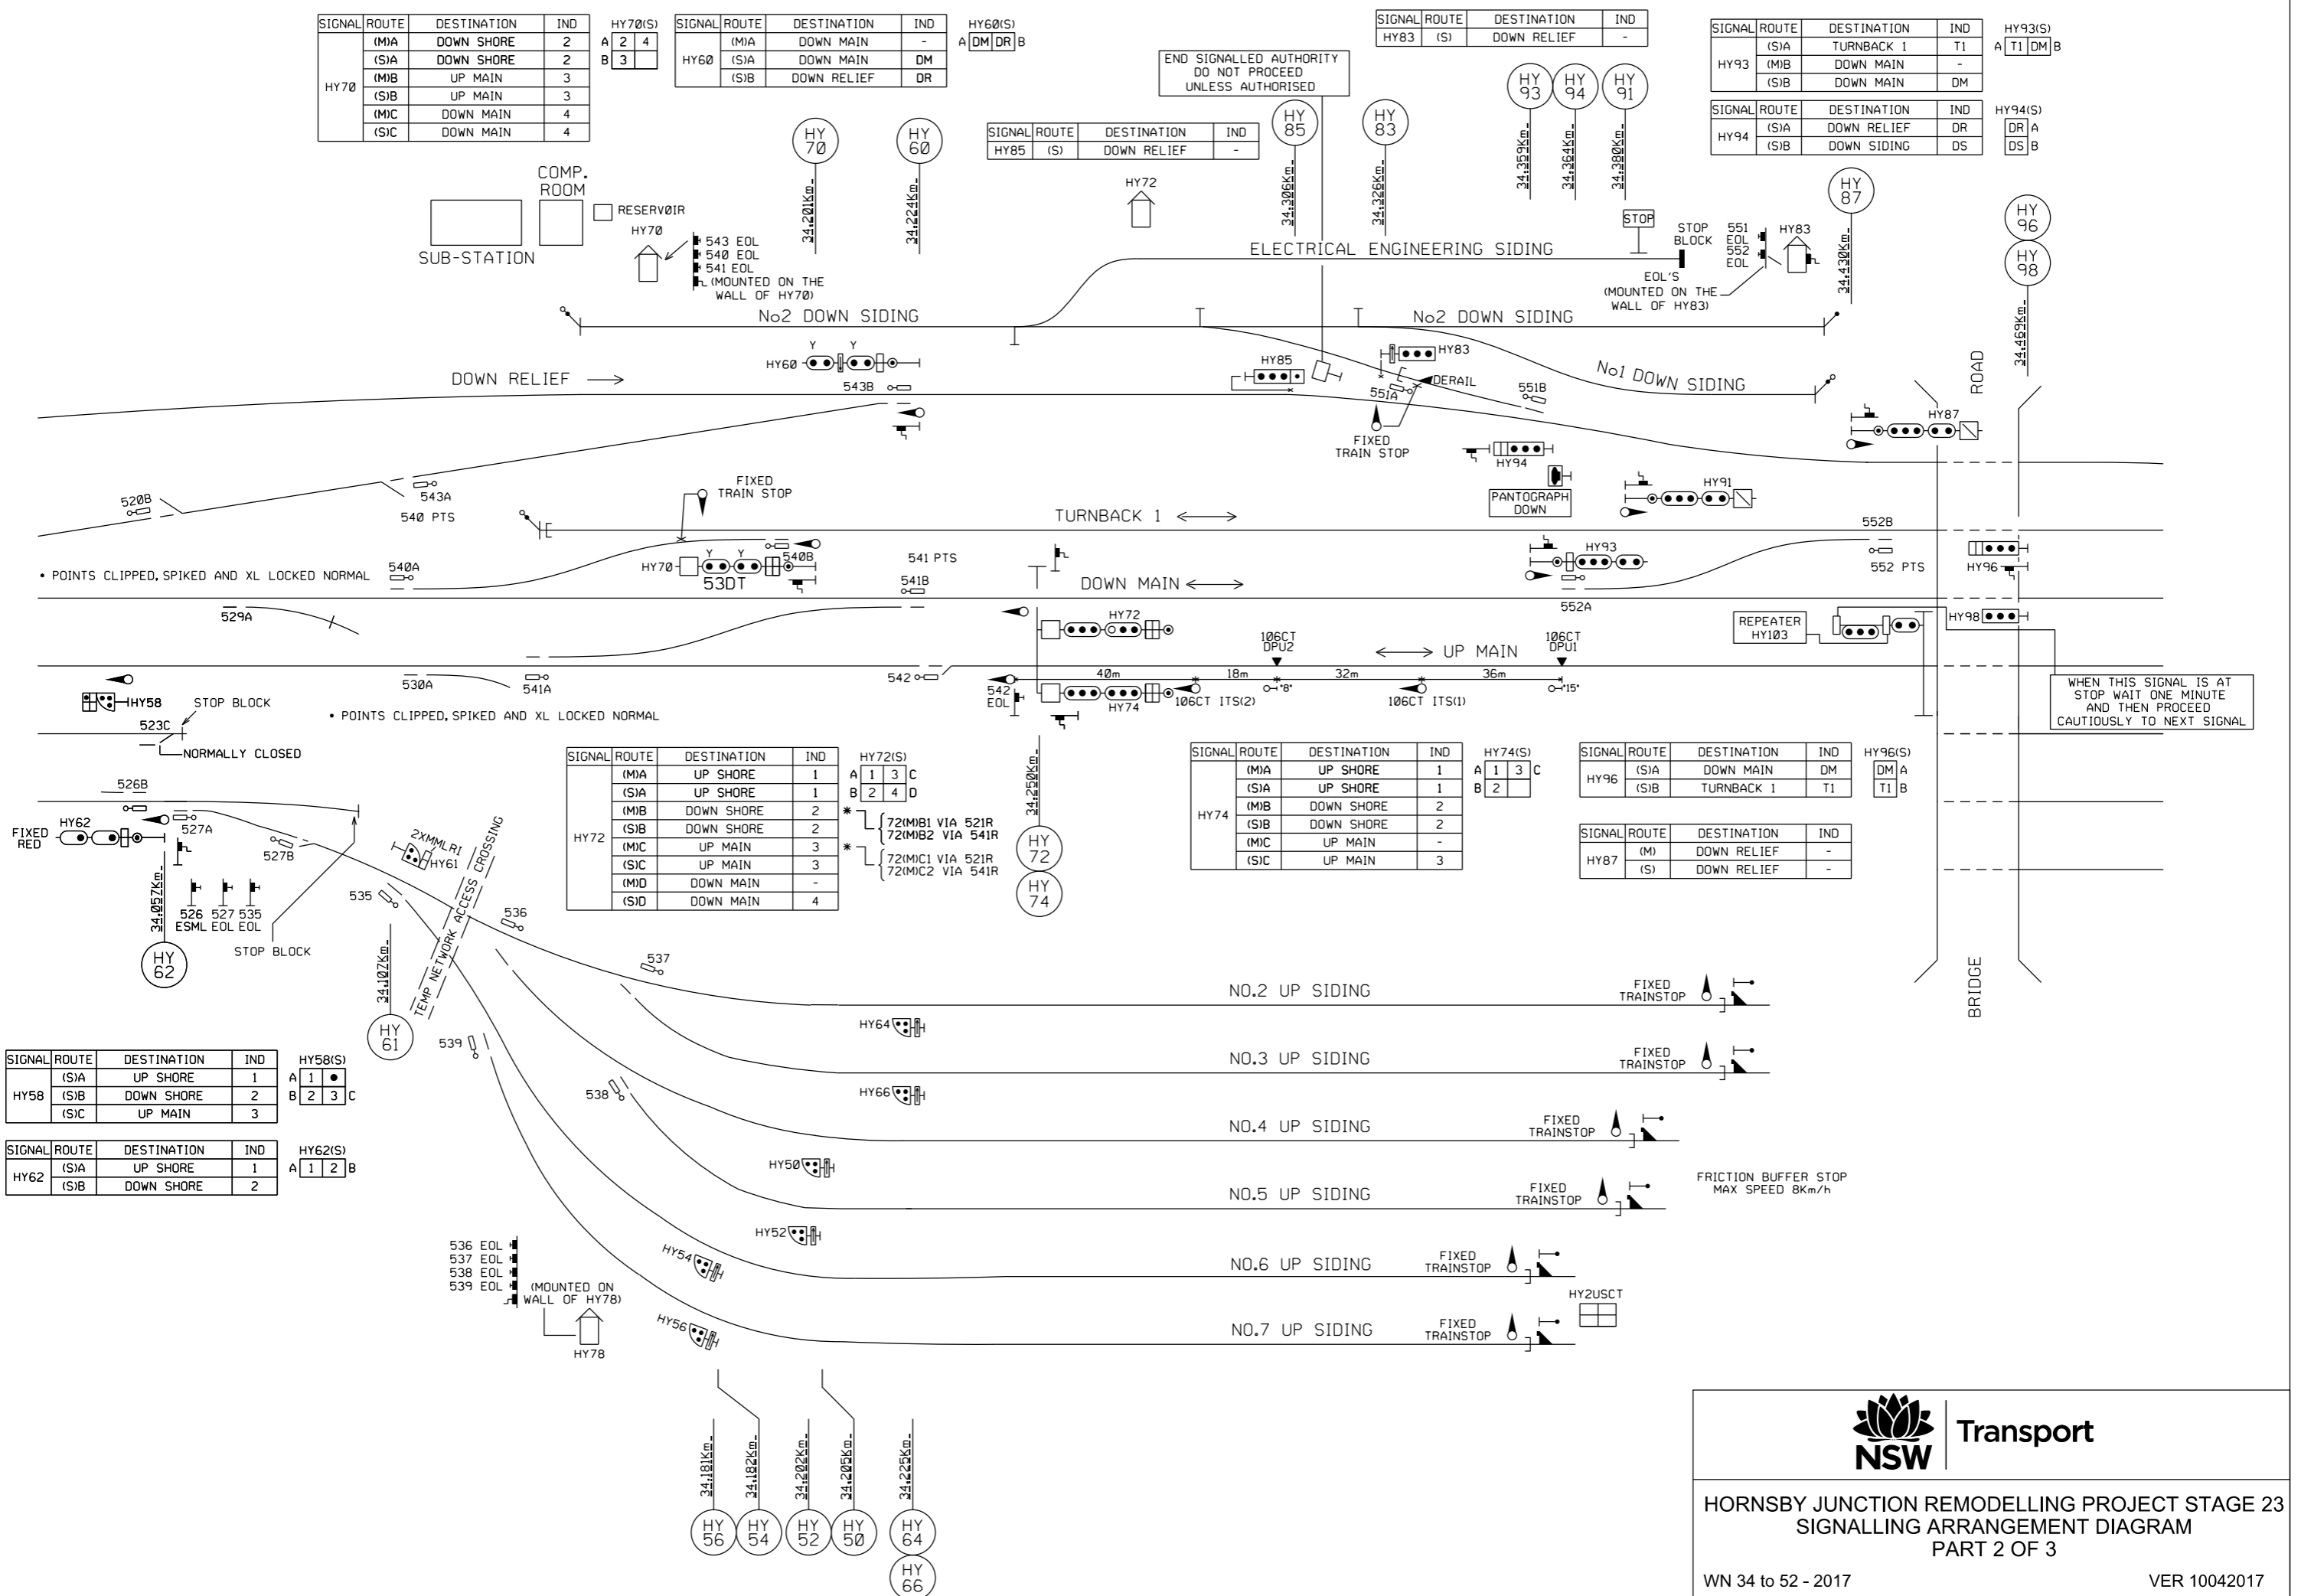 SIGNAL ROUTE DESTINATION IND HY70(S)
HY70
(M)A DOWN SHORE 2 A 2 4
(S)A DOWN SHORE 2 B 3
(M)B UP MAIN 3
(S)B UP MAIN 3
(M)C DOWN MAIN 4
(S)C DOWN MAIN 4
SIGNAL ROUTE DESTINATION IND HY60(S)
HY60
(M)A DOWN MAIN - A DM DR B
(S)A DOWN MAIN DM
(S)B DOWN RELIEF DR
SIGNAL ROUTE DESTINATION IND
HY83 (S) DOWN RELIEF -
SIGNAL ROUTE DESTINATION IND HY93(S)
HY93
(S)A TURNBACK 1 T1 A T1 DM B
(M)B DOWN MAIN -
(S)B DOWN MAIN DM
SIGNAL ROUTE DESTINATION IND HY94(S)
HY94
(S)A DOWN RELIEF DR DR A
(S)B DOWN SIDING DS DS B
END SIGNALLED AUTHORITY
DO NOT PROCEED
UNLESS AUTHORISED
SIGNAL ROUTE DESTINATION IND
HY85 (S) DOWN RELIEF -
HY
70
34.201Km
HY
60
34.224Km
HY
85
34.306Km
HY
83
34.326Km
HY
93
34.359Km
HY
94
34.364Km
HY
91
34.380Km
HY
87
34.430Km
HY
96
HY
98
34.469Km
COMP.
ROOM
RESERVØIR
SUB-STATION
HY70
543 EOL
540 EOL
541 EOL
(MOUNTED ON THE
WALL OF HY70)
HY72
STOP
STOP
BLOCK
551
EOL
552
EOL
HY83
EOL'S
(MOUNTED ON THE
WALL OF HY83)
ELECTRICAL ENGINEERING SIDING
No2 DOWN SIDING
No2 DOWN SIDING
No1 DOWN SIDING
DOWN RELIEF
Y Y
HY60
543B
HY85
HY83
DERAIL
551A
551B
FIXED
TRAIN STOP
ROAD
HY87
HY94
PANTOGRAPH
DOWN
HY91
520B
543A
540 PTS
FIXED
TRAIN STOP
TURNBACK 1
552B
• POINTS CLIPPED, SPIKED AND XL LOCKED NORMAL
540A
Y Y
HY70
53DT
540B
541 PTS
541B
DOWN MAIN
HY93
552A
552 PTS
HY96
529A
HY72
REPEATER
HY103
HY98
106CT
DPU2
106CT
DPU1
UP MAIN
40m 18m 32m 36m
530A
541A
542
542
EOL
HY74
106CT ITS(2)
"8"
106CT ITS(1)
"15"
WHEN THIS SIGNAL IS AT
STOP WAIT ONE MINUTE
AND THEN PROCEED
CAUTIOUSLY TO NEXT SIGNAL
HY58
STOP BLOCK
• POINTS CLIPPED, SPIKED AND XL LOCKED NORMAL
523C
NORMALLY CLOSED
SIGNAL ROUTE DESTINATION IND HY72(S)
HY72
(M)A UP SHORE 1 A 1 3 C
(S)A UP SHORE 1 B 2 4 D
(M)B DOWN SHORE 2 *
(S)B DOWN SHORE 2
(M)C UP MAIN 3 *
(S)C UP MAIN 3
(M)D DOWN MAIN -
(S)D DOWN MAIN 4
72(M)B1 VIA 521R
72(M)B2 VIA 541R
72(M)C1 VIA 521R
72(M)C2 VIA 541R
34.250Km
HY
72
HY
74
SIGNAL ROUTE DESTINATION IND HY74(S)
HY74
(M)A UP SHORE 1 A 1 3 C
(S)A UP SHORE 1 B 2
(M)B DOWN SHORE 2
(S)B DOWN SHORE 2
(M)C UP MAIN -
(S)C UP MAIN 3
SIGNAL ROUTE DESTINATION IND HY96(S)
HY96
(S)A DOWN MAIN DM DM A
(S)B TURNBACK 1 T1 T1 B
SIGNAL ROUTE DESTINATION IND
HY87
(M) DOWN RELIEF -
(S) DOWN RELIEF -
526B
FIXED
RED
HY62
527A
527B
2XMMLRI
HY61
TEMP NETWORK ACCESS CROSSING
34.057Km
HY
62
526
ESML
527
EOL
535
EOL
STOP BLOCK
535
536
537
34.107Km
HY
61
539
538
NO.2 UP SIDING
FIXED
TRAINSTOP
HY64
NO.3 UP SIDING
FIXED
TRAINSTOP
HY66
NO.4 UP SIDING
FIXED
TRAINSTOP
HY50
NO.5 UP SIDING
FIXED
TRAINSTOP
FRICTION BUFFER STOP
MAX SPEED 8Km/h
HY52
HY54
NO.6 UP SIDING
FIXED
TRAINSTOP
HY2USCT
HY56
NO.7 UP SIDING
FIXED
TRAINSTOP
BRIDGE
SIGNAL ROUTE DESTINATION IND HY58(S)
HY58
(S)A UP SHORE 1 A 1
(S)B DOWN SHORE 2 B 2 3 C
(S)C UP MAIN 3
SIGNAL ROUTE DESTINATION IND HY62(S)
HY62
(S)A UP SHORE 1 A 1 2 B
(S)B DOWN SHORE 2
536 EOL
537 EOL
538 EOL
539 EOL
(MOUNTED ON
WALL OF HY78)
HY78
34.181Km
HY
56
34.182Km
HY
54
34.202Km
HY
52
34.205Km
HY
50
34.225Km
HY
64
HY
66
NSW
Transport
HORNSBY JUNCTION REMODELLING PROJECT STAGE 23
SIGNALLING ARRANGEMENT DIAGRAM
PART 2 OF 3
WN 34 to 52 - 2017 VER 10042017